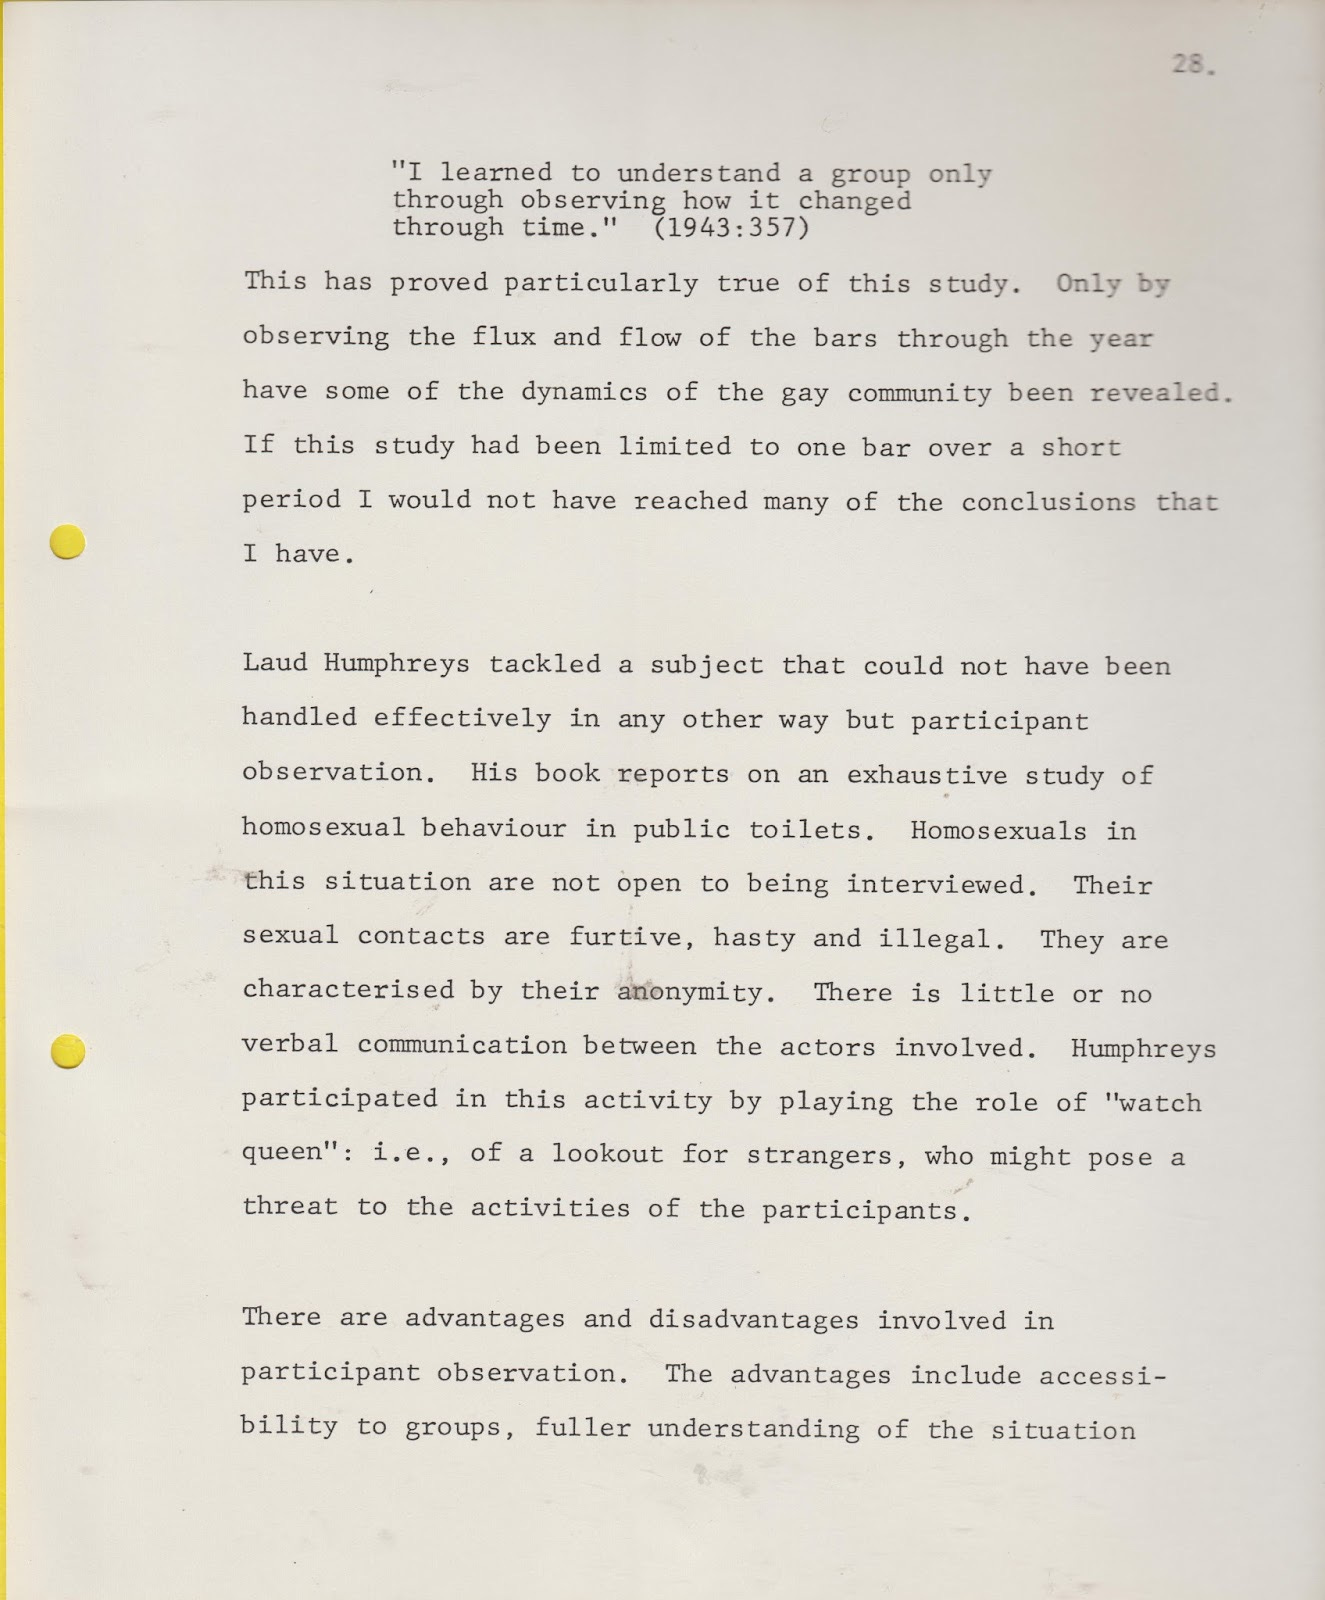 28.
"I learned to understand a group only
through observing how it changed
through time."  (1943:357)
This has proved particularly true of this study.  Only by
observing the flux and flow of the bars through the year
have some of the dynamics of the gay community been revealed.
If this study had been limited to one bar over a short
period I would not have reached many of the conclusions that
I have.
Laud Humphreys tackled a subject that could not have been
handled effectively in any other way but participant
observation.  His book reports on an exhaustive study of
homosexual behaviour in public toilets.  Homosexuals in
this situation are not open to being interviewed.  Their
sexual contacts are furtive, hasty and illegal.  They are
characterised by their anonymity.  There is little or no
verbal communication between the actors involved.  Humphreys
participated in this activity by playing the role of "watch
queen": i.e., of a lookout for strangers, who might pose a
threat to the activities of the participants.
There are advantages and disadvantages involved in
participant observation.  The advantages include accessi-
bility to groups, fuller understanding of the situation